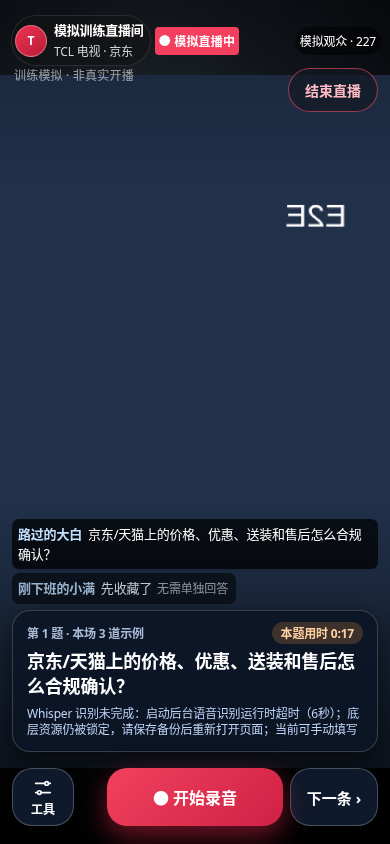 T
模拟训练直播间
TCL 电视 · 京东
模拟直播中
模拟观众 · 227
训练模拟 · 非真实开播
结束直播
E2E
路过的大白 京东/天猫上的价格、优惠、送装和售后怎么合规
确认？
刚下班的小满 先收藏了 无需单独回答
第 1 题 · 本场 3 道示例
本题用时 0:17
京东/天猫上的价格、优惠、送装和售后怎
么合规确认？
Whisper 识别未完成：启动后台语音识别运行时超时（6秒）；底
层资源仍被锁定，请保存备份后重新打开页面；当前可手动填写
工具
开始录音
下一条 ›